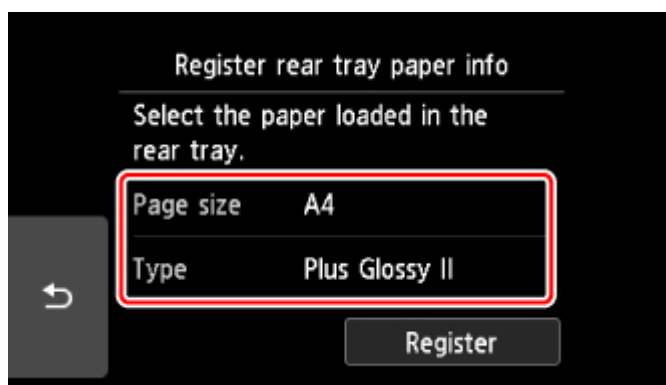 Register rear tray paper info
Select the paper loaded in the
rear tray.
Page size A4
Type Plus Glossy II
Register